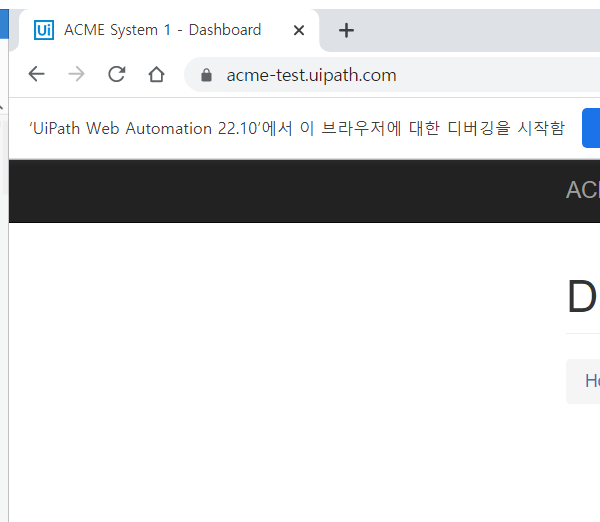 Ui ACME System 1 - Dashboard
acme-test.uipath.com
'UiPath Web Automation 22.10'에서 이 브라우저에 대한 디버깅을 시작함